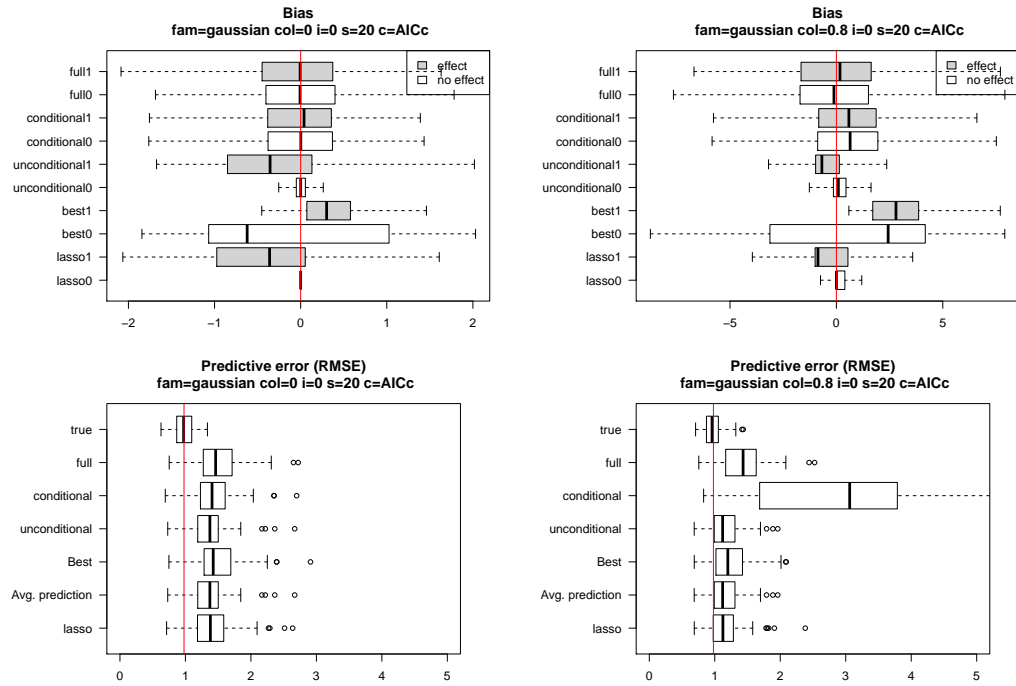 Bias
fam=gaussian col=0 i=0 s=20 c=AICc
effect
no effect
full1
full0
conditional1
conditional0
unconditional1
unconditional0
best1
best0
lasso1
lasso0
−2 −1 0 1 2
Bias
fam=gaussian col=0.8 i=0 s=20 c=AICc
effect
no effect
full1
full0
conditional1
conditional0
unconditional1
unconditional0
best1
best0
lasso1
lasso0
−5 0 5
Predictive error (RMSE)
fam=gaussian col=0 i=0 s=20 c=AICc
true
full
conditional
unconditional
Best
Avg. prediction
lasso
0 1 2 3 4 5
Predictive error (RMSE)
fam=gaussian col=0.8 i=0 s=20 c=AICc
true
full
conditional
unconditional
Best
Avg. prediction
lasso
0 1 2 3 4 5